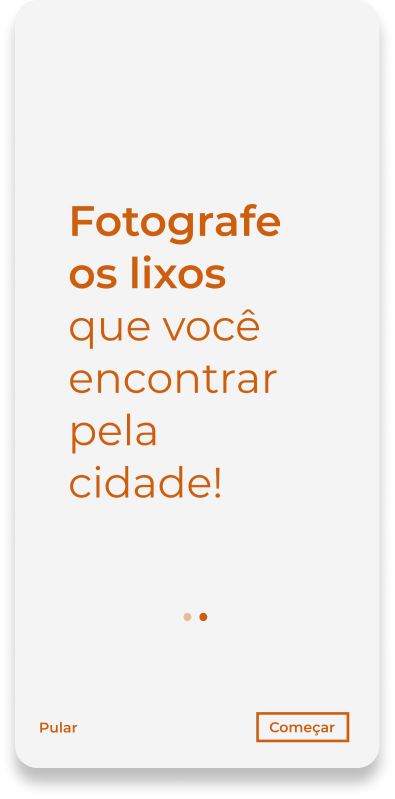 Fotografe
os lixos
que você
encontrar
pela
cidade!
Pular
Começar